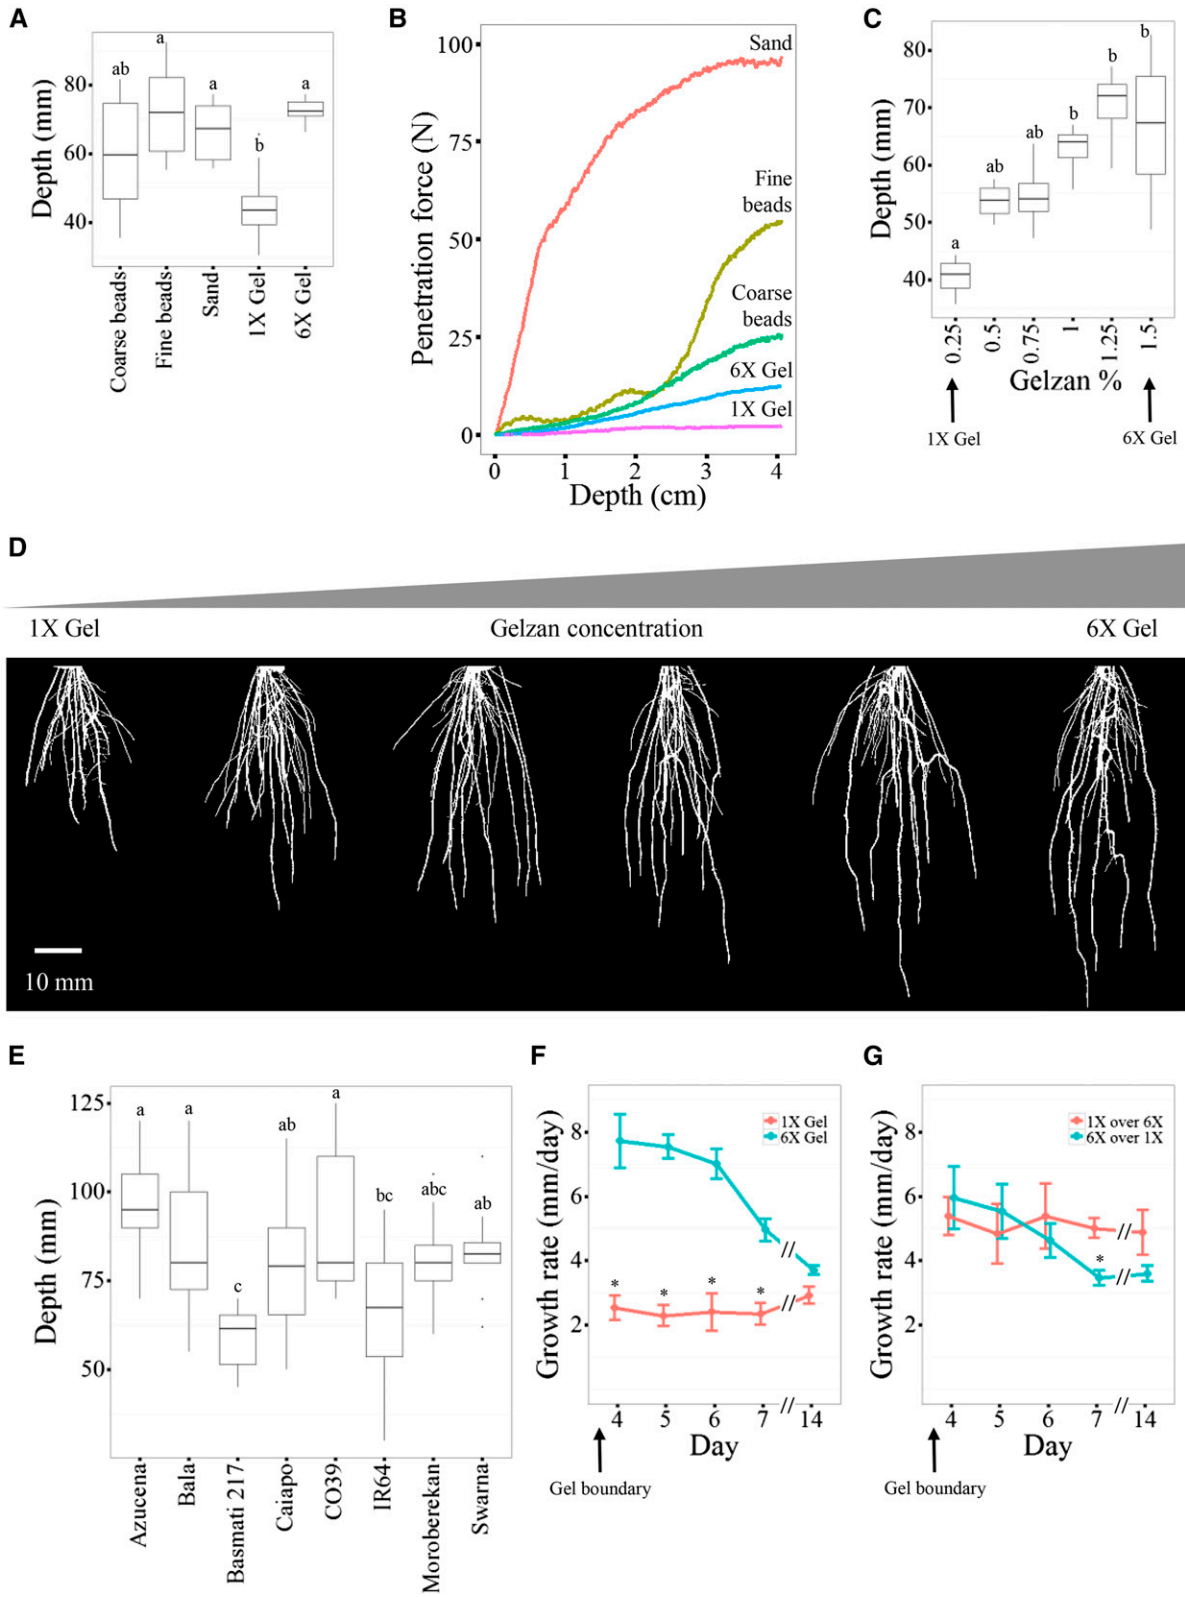 A
Depth (mm)
80
60
40
ab
a
a
b
a
Coarse beads
Fine beads
Sand
1X Gel
6X Gel
B
Penetration force (N)
100
75
50
25
0
Sand
Fine
beads
Coarse
beads
6X Gel
1X Gel
0 1 2 3 4
Depth (cm)
C
Depth (mm)
80
70
60
50
40
a
ab
ab
b
b
b
0.25
0.5
0.75
1
1.25
1.5
Gelzan %
1X Gel
6X Gel
D
1X Gel Gelzan concentration 6X Gel
10 mm
E
Depth (mm)
125
100
75
50
a
a
c
ab
a
bc
abc
ab
Azucena
Bala
Basmati 217
Caiapo
CO39
IR64
Moroberekan
Swarna
F
Growth rate (mm/day)
8
6
4
2
1X Gel
6X Gel
* * * *
//
//
4 5 6 7 // 14
Day
Gel boundary
G
Growth rate (mm/day)
8
6
4
2
1X over 6X
6X over 1X
*
//
//
4 5 6 7 // 14
Day
Gel boundary